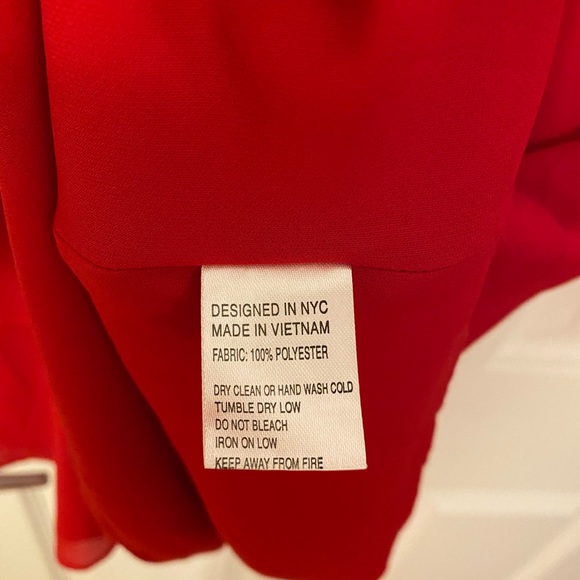 DESIGNED IN NYC
MADE IN VIETNAM
FABRIC: 100% POLYESTER
DRY CLEAN OR HAND WASH COLD
TUMBLE DRY LOW
DO NOT BLEACH
IRON ON LOW
KEEP AWAY FROM FIRE